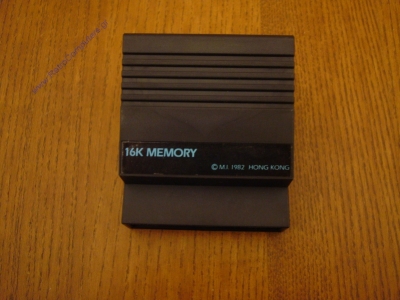 16K MEMORY
© M.I. 1982 HONG KONG